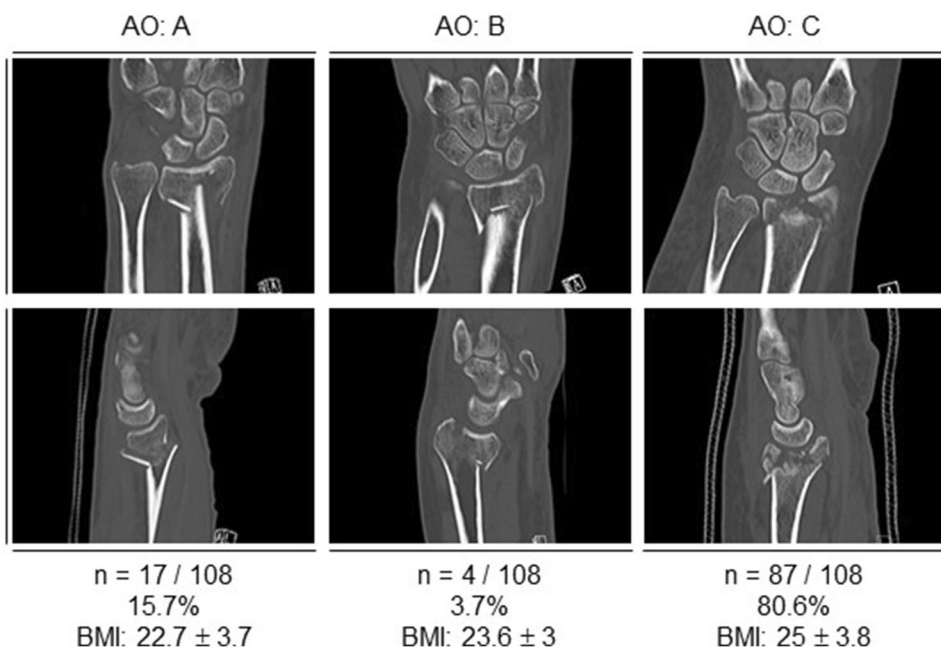 AO: A
AO: B
AO: C
n = 17 / 108
15.7%
BMI: 22.7 ± 3.7
n = 4 / 108
3.7%
BMI: 23.6 ± 3
n = 87 / 108
80.6%
BMI: 25 ± 3.8